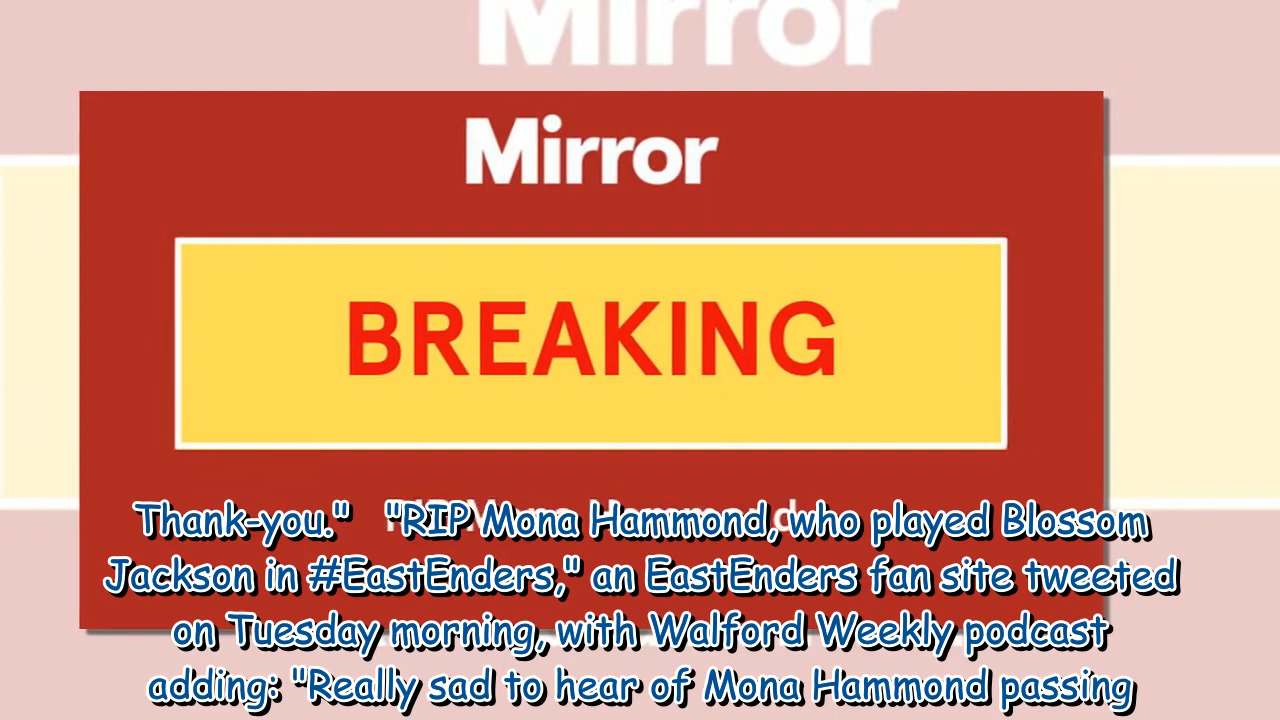 Mirror
Mirror
BREAKING
Thank-you." "RIP Mona Hammond, who played Blossom
Jackson in #EastEnders," an EastEnders fan site tweeted
on Tuesday morning, with Walford Weekly podcast
adding: "Really sad to hear of Mona Hammond passing